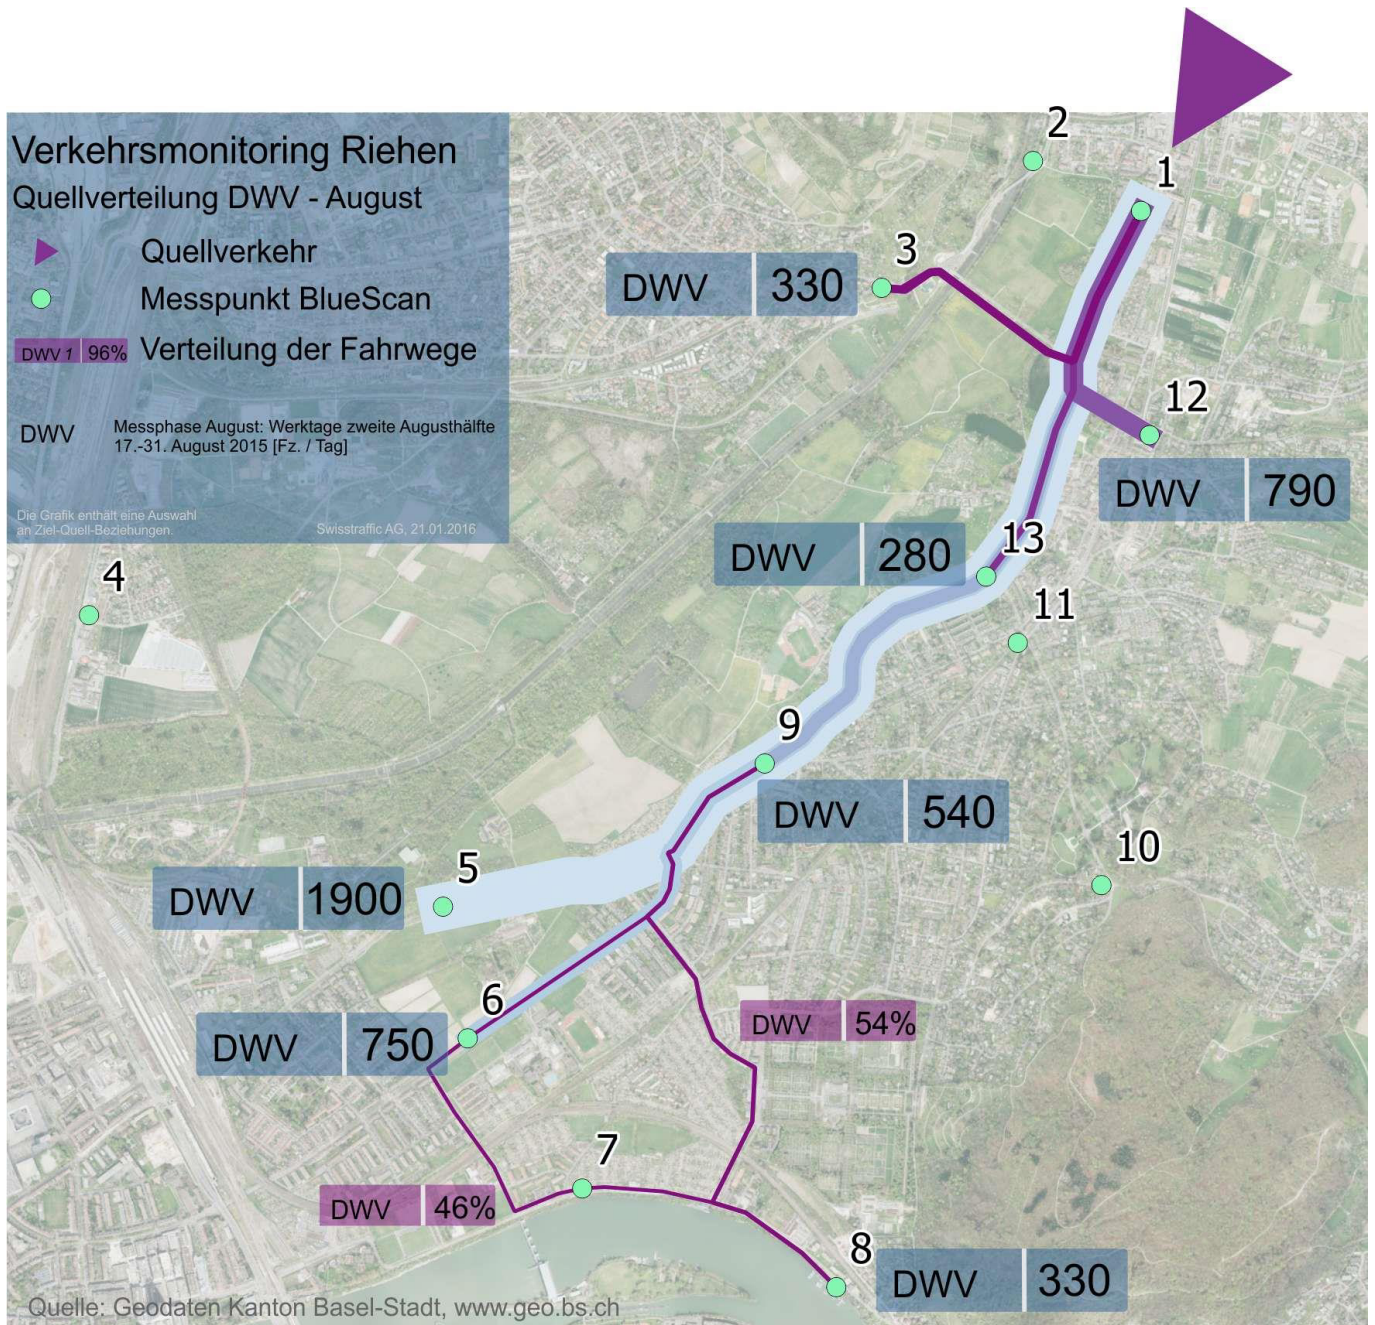 Verkehrsmonitoring Riehen
Quellverteilung DWV - August
Quellverkehr
Messpunkt BlueScan
DWV 1 96% Verteilung der Fahrwege
DWV Messphase August: Werktage zweite Augusthälfte
17.-31. August 2015 [Fz. / Tag]
Die Grafik enthält eine Auswahl
an Ziel-Quell-Beziehungen.
Swisstraffic AG, 21.01.2016
2
1
3
DWV 330
12
DWV 790
13
DWV 280
4
11
9
DWV 540
10
5
DWV 1900
6
DWV 750
DWV 54%
7
DWV 46%
8
DWV 330
Quelle: Geodaten Kanton Basel-Stadt, www.geo.bs.ch